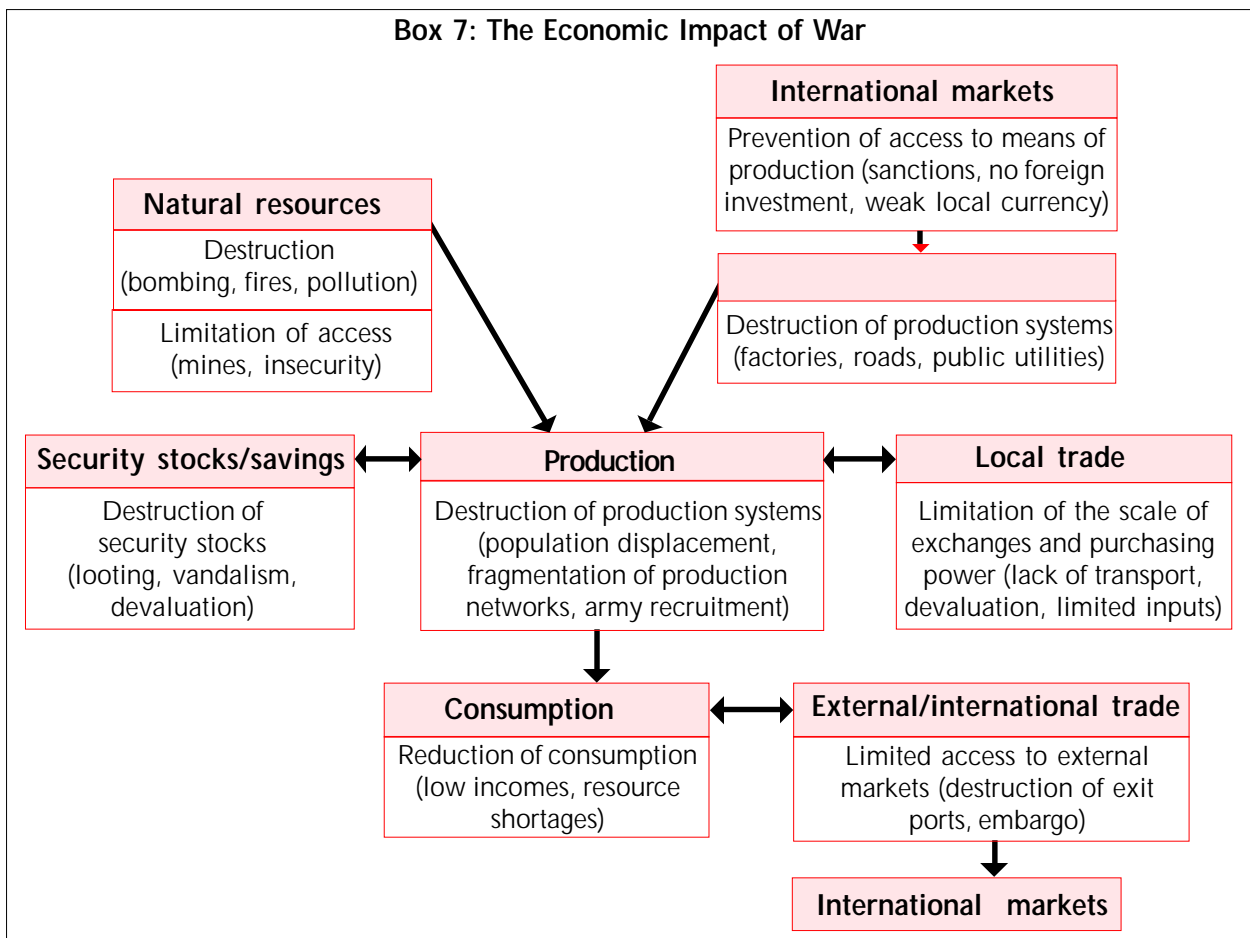 Box 7: The Economic Impact of War
International markets
Prevention of access to means of
production (sanctions, no foreign
investment, weak local currency)
Natural resources
Destruction
(bombing, fires, pollution)
Limitation of access
(mines, insecurity)
Destruction of production systems
(factories, roads, public utilities)
Security stocks/savings
Destruction of
security stocks
(looting, vandalism,
devaluation)
Production
Destruction of production systems
(population displacement,
fragmentation of production
networks, army recruitment)
Local trade
Limitation of the scale of
exchanges and purchasing
power (lack of transport,
devaluation, limited inputs)
Consumption
Reduction of consumption
(low incomes, resource
shortages)
External/international trade
Limited access to external
markets (destruction of exit
ports, embargo)
International markets